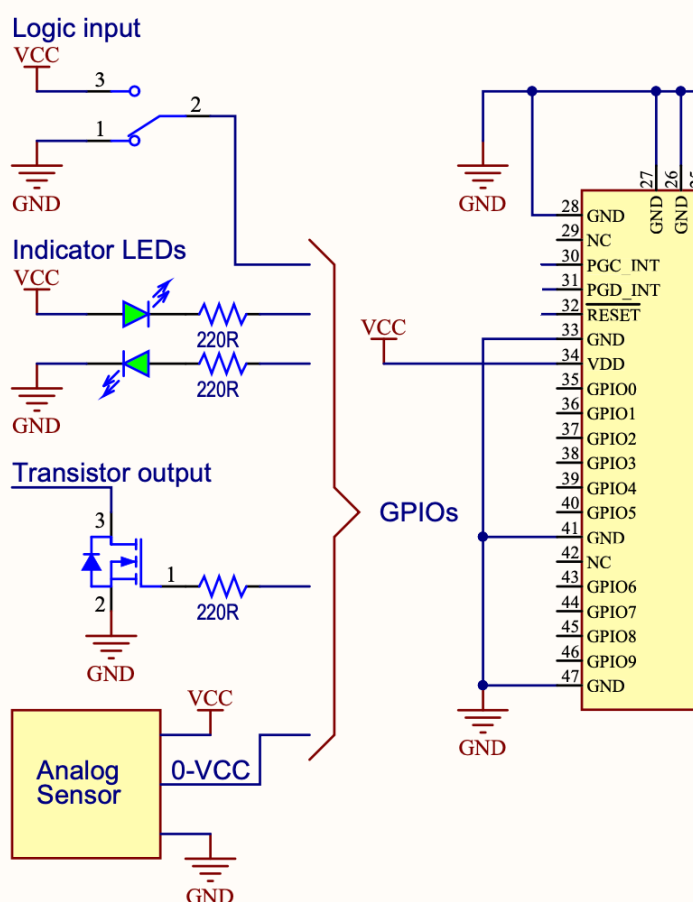 Logic input
VCC
3
2
1
GND
Indicator LEDs
VCC
220R
220R
GND
Transistor output
3
1
2
220R
GND
VCC
Analog
Sensor
0-VCC
GND
GPIOs
GND
VCC
GND
27 GND
26 GND
28 GND
29 NC
30 PGC_INT
31 PGD_INT
32 RESET
33 GND
34 VDD
35 GPIO0
36 GPIO1
37 GPIO2
38 GPIO3
39 GPIO4
40 GPIO5
41 GND
42 NC
43 GPIO6
44 GPIO7
45 GPIO8
46 GPIO9
47 GND